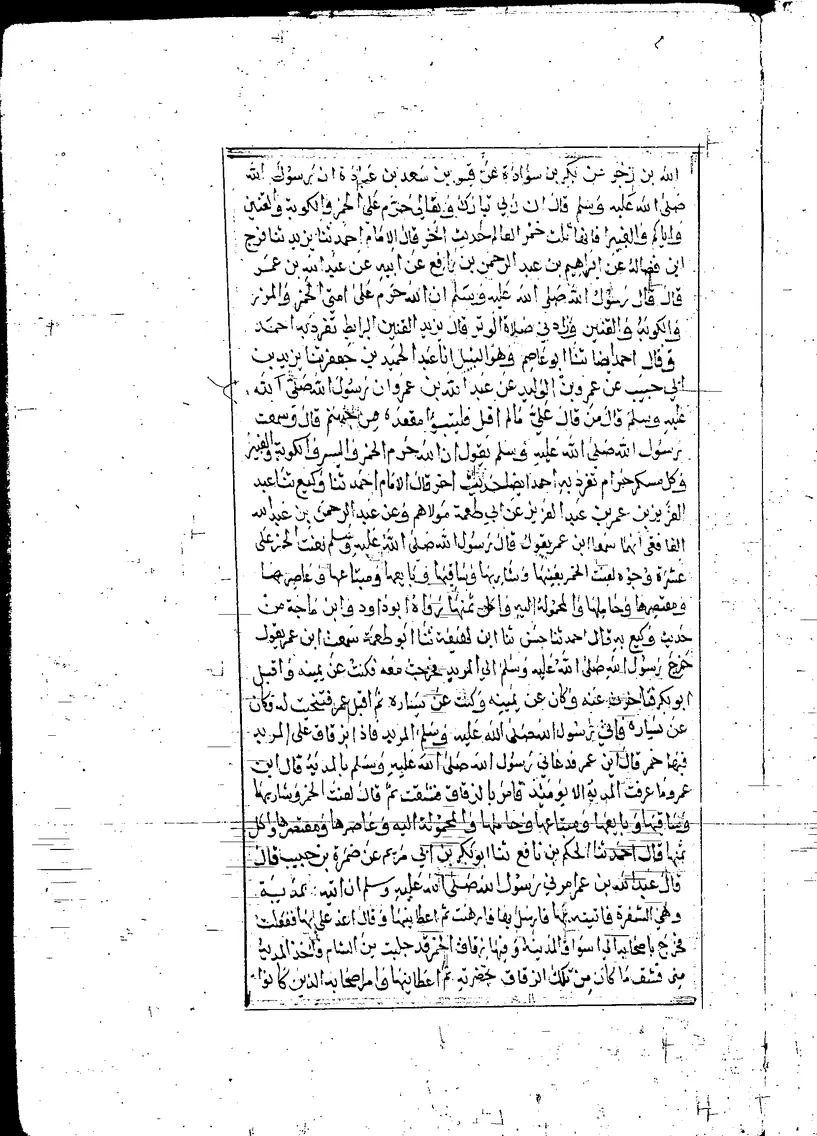 الله بن زحر عن بكر بن سوادة عن قيس بن سعد بن عبادة ان رسول الله
صلى الله عليه وسلم قال ان ربي تبارك وتعالى حرم على الخمر والكوبة والقنين
واياكم والغبيرا فانها ثلث خمر العالم حديث اخر قال الامام احمد ثنا يزيد ثنا فرج
ابن فضالة عن ابراهيم بن عبد الرحمن بن رافع عن ابيه عن عبد الله بن عمر
قال قال رسول الله صلى الله عليه وسلم ان الله حرم على امتى الخمر والمزر
والكوبة والقنين وزادني صلاة الوتر قال يزيد القنين البرابط تفرد به احمد
وقال احمد ايضا ثنا ابو عاصم وهو النبيل انا عبد الحميد بن جعفر ثنا يزيد بن
ابي حبيب عن عمرو بن الوليد عن عبد الله بن عمرو ان رسول الله صلى الله
عليه وسلم قال من قال علي مالم اقل فليتبوا مقعده من جهنم قال وسمعت
رسول الله صلى الله عليه وسلم يقول ان الله حرم الخمر والميسر والكوبة والغبير
وكل مسكر حرام تفرد به احمد ايضا حديث اخر قال الامام احمد ثنا وكيع ثنا عبد
العزيز بن عمر بن عبد العزيز عن ابي طعمة مولاهم وعن عبد الرحمن بن عبد الله
الغافقى انهما سمعا ابن عمر يقول قال رسول الله صلى الله عليه وسلم لعنت الخمر على
عشرة وجوه لعنت الخمر بعينها وشاربها وساقيها وبايعها ومبتاعها وعاصرها
ومعتصرها وحاملها والمحمولة اليه واكل ثمنها رواه ابو داود وابن ماجة من
حديث وكيع به قال احمد ثنا حسن ثنا ابن لهيعة ثنا ابو طعمة سمعت ابن عمر يقول
خرج رسول الله صلى الله عليه وسلم الى المربد فخرجت معه فكنت عن يمينه واقبل
ابو بكر فتاخرت عنه وكان عن يمينه وكنت عن يساره ثم اقبل عمر فتنحيت له فكان
عن يساره واتى رسول الله صلى الله عليه وسلم المربد فاذا بزقاق على المربد
فيها خمر قال ابن عمر فدعاني رسول الله صلى الله عليه وسلم بالمدية قال ابن
عمر وما عرفت المدية الا يومئذ فامر بالزقاق فشقت ثم قال لعنت الخمر وشاربها
وساقيها وبايعها ومبتاعها وحاملها والمحمولة اليه وعاصرها ومعتصرها واكل
ثمنها قال احمد ثنا الحكم بن نافع ثنا ابو بكر بن ابي مريم عن ضمرة بن حبيب قال
قال عبد الله بن عمر امرني رسول الله صلى الله عليه وسلم ان اتيه بمدية
وهي الشفرة فاتيته بها فارسل بها فارهفت ثم اعطانيها وقال اغد علي بها ففعلت
فخرج باصحابه الى اسواق المدينة وفيها زقاق الخمر قد جلبت من الشام فاخذ المدية
مني فشق ما كان من تلك الزقاق بحضرته ثم اعطانيها وامر اصحابه الذين كانوا